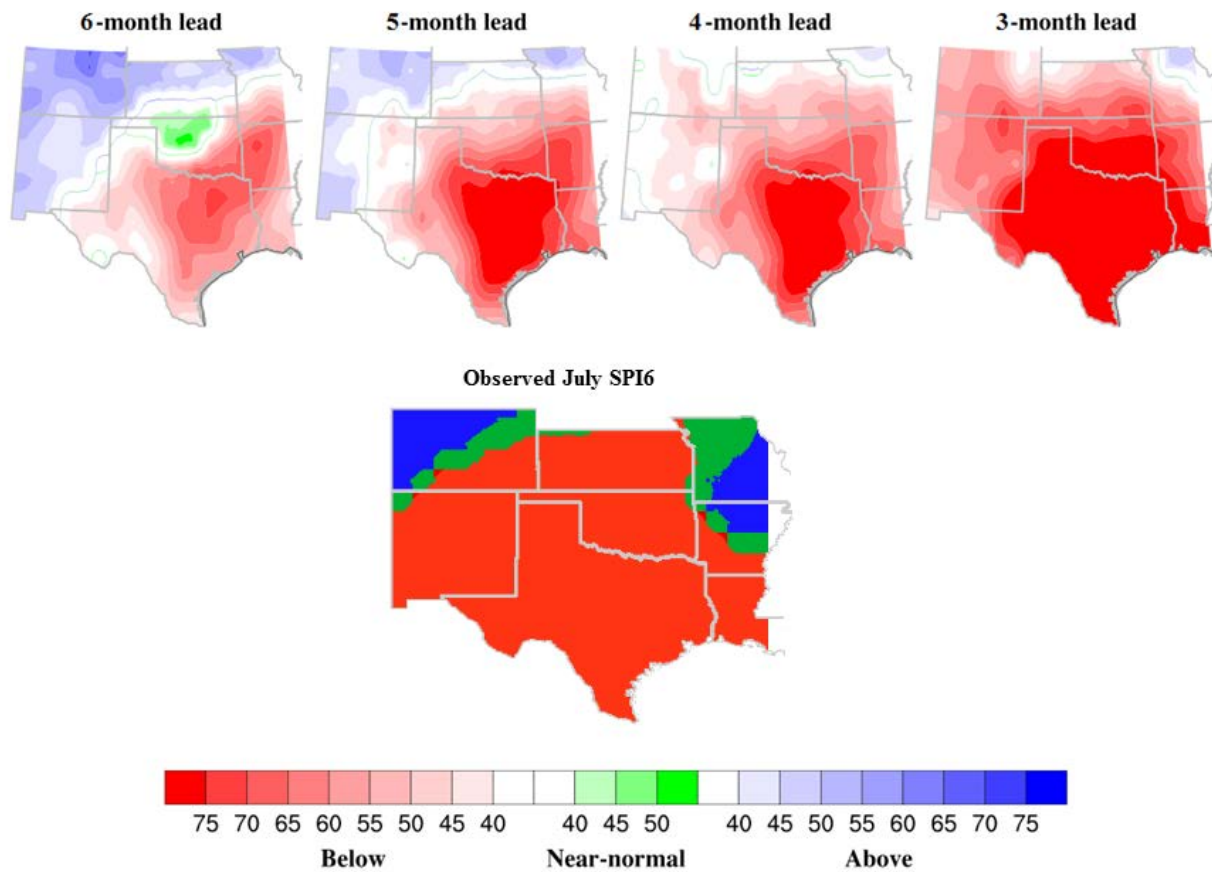 6-month lead 5-month lead 4-month lead 3-month lead
Observed July SPI6
75 70 65 60 55 50 45 40 40 45 50 40 45 50 55 60 65 70 75
Below Near-normal Above